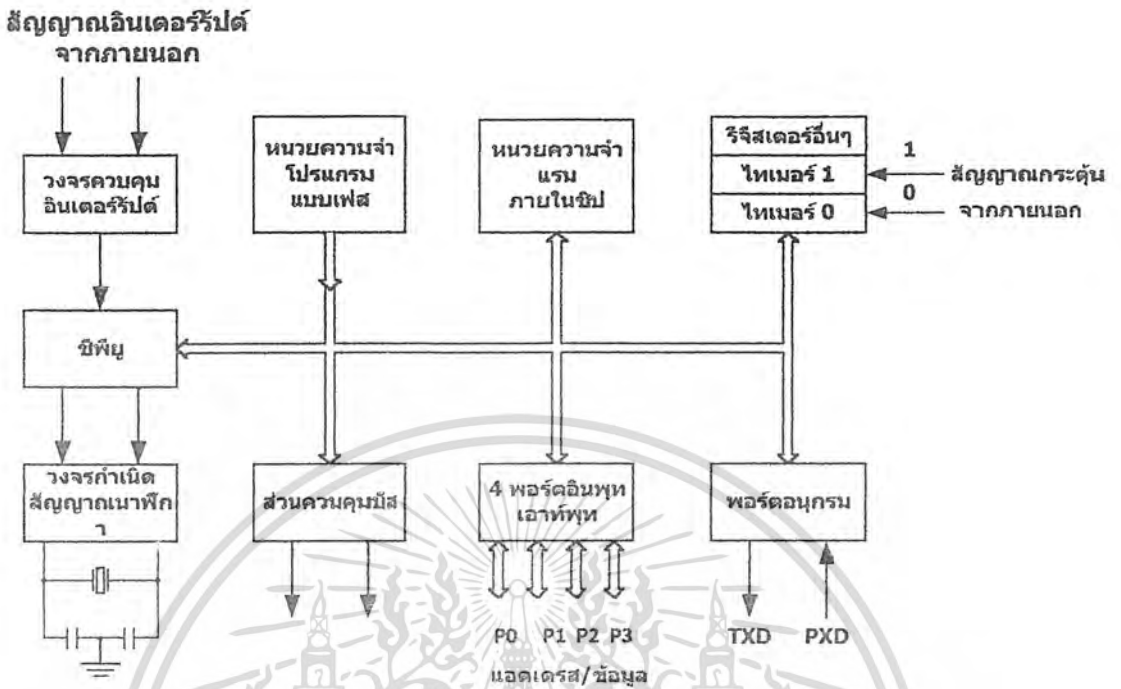 สัญญาณอินเตอร์รัปต์
จากภายนอก
วงจรควบคุม
อินเตอร์รัปต์
หนวยความจำ
โปรแกรม
แบบเฟส
หนวยความจำ
แรม
ภายในชิป
ริจีสเตอร์อื่นๆ
ไทเมอร์ 1
ไทเมอร์ 0
1
สัญญาณกระตุ้น
0
จากภายนอก
ซีพียู
วงจรกำเนิด
สัญญาณนาฬิก
า
ส่วนควบคุมบัส
4 พอร์ตอินพุท
เอาท์พุท
พอร์ตอนุกรม
P0 P1 P2 P3
แอดเดรส/ข้อมูล
TXD PXD